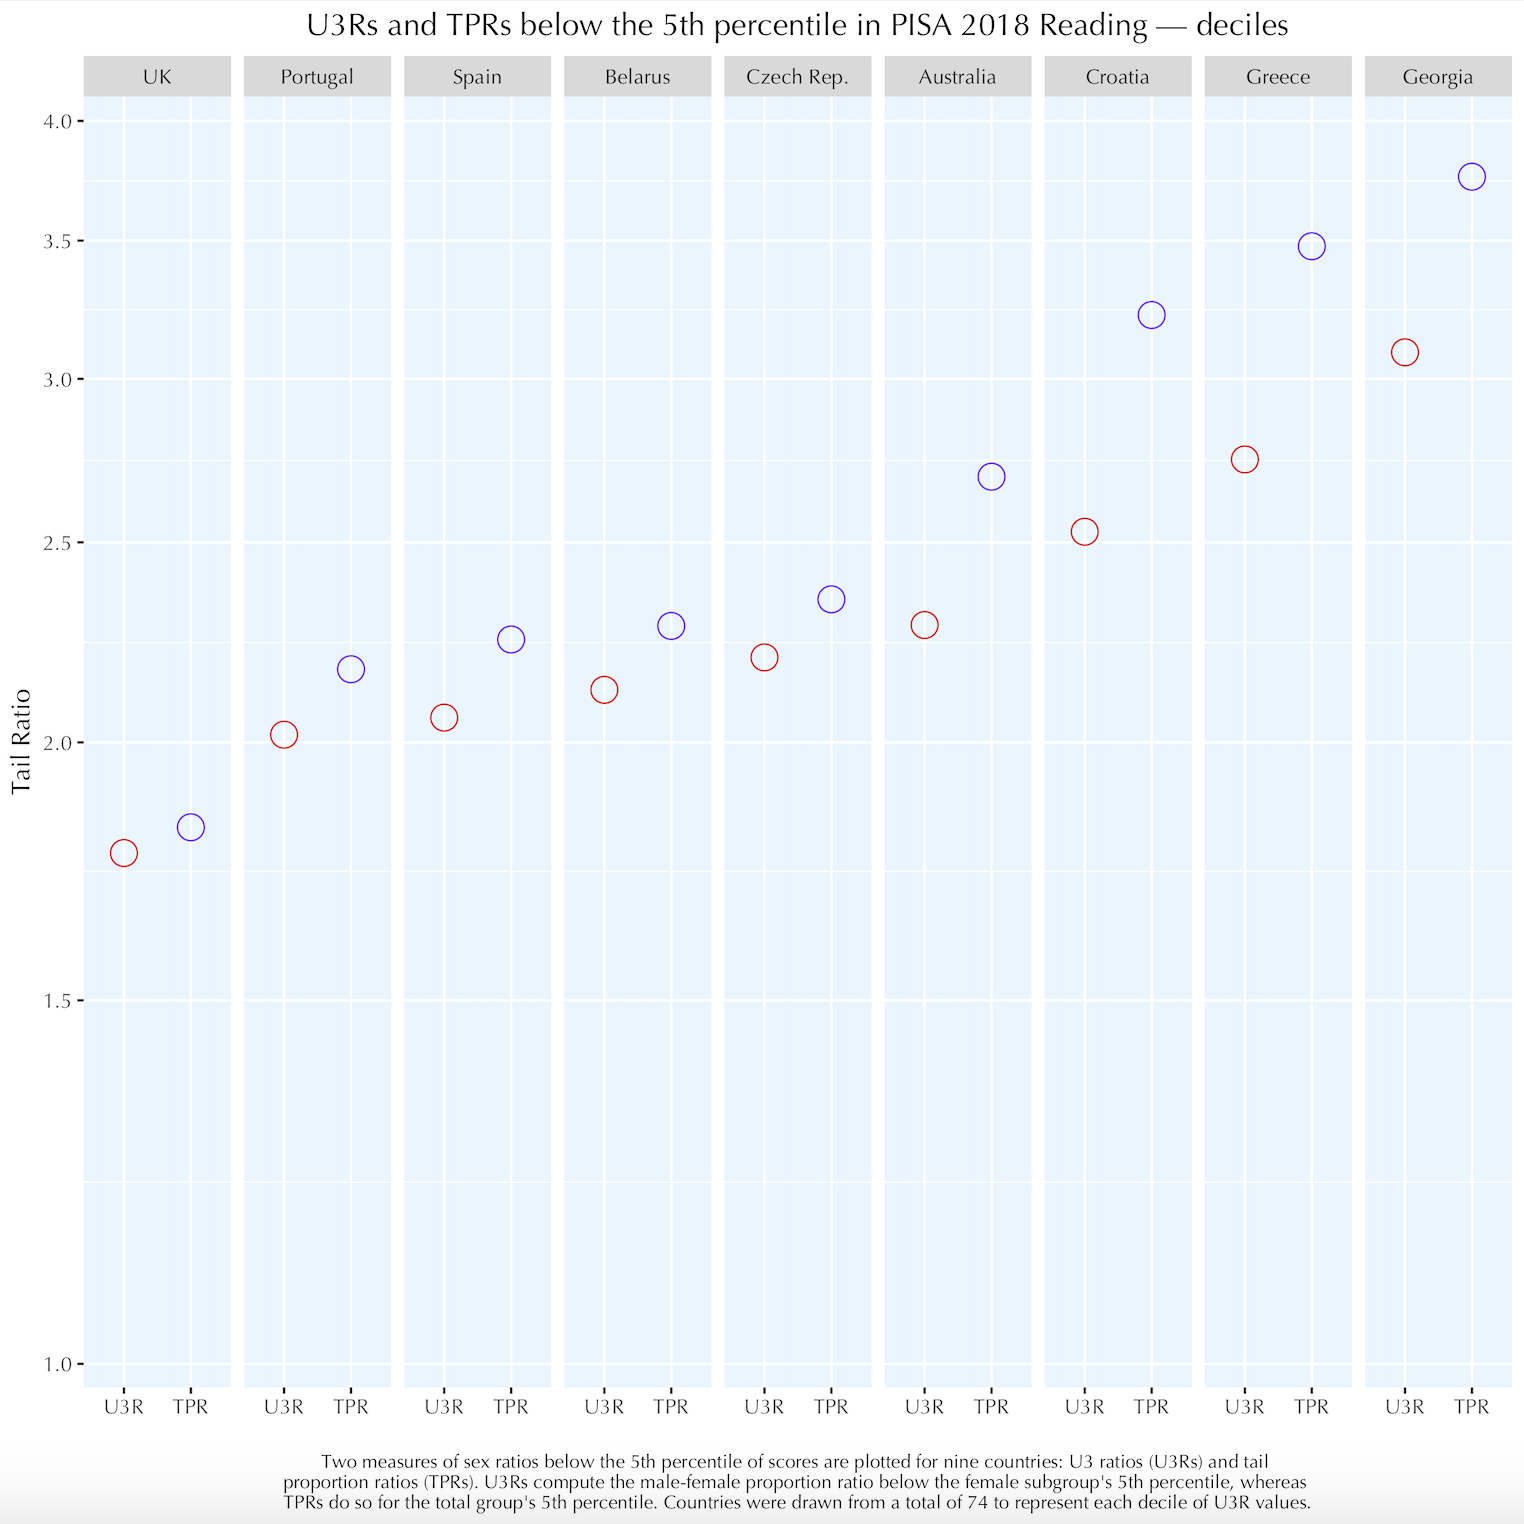 U3Rs and TPRs below the 5th percentile in PISA 2018 Reading — deciles
UK Portugal Spain Belarus Czech Rep. Australia Croatia Greece Georgia
4.0
3.5
3.0
2.5
2.0
1.5
1.0
Tail Ratio
U3R TPR U3R TPR U3R TPR U3R TPR U3R TPR U3R TPR U3R TPR U3R TPR U3R TPR
Two measures of sex ratios below the 5th percentile of scores are plotted for nine countries: U3 ratios (U3Rs) and tail
proportion ratios (TPRs). U3Rs compute the male-female proportion ratio below the female subgroup's 5th percentile, whereas
TPRs do so for the total group's 5th percentile. Countries were drawn from a total of 74 to represent each decile of U3R values.